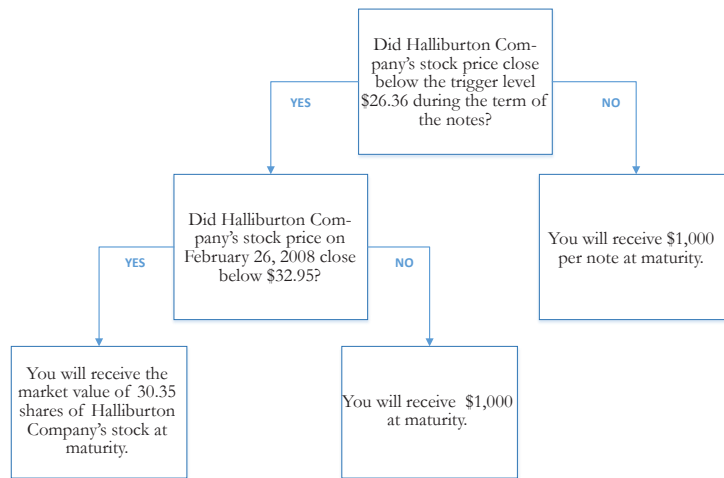 Did Halliburton Com-
pany's stock price close
below the trigger level
$26.36 during the term of
the notes?
YES
NO
Did Halliburton Com-
pany's stock price on
February 26, 2008 close
below $32.95?
You will receive $1,000
per note at maturity.
YES
NO
You will receive the
market value of 30.35
shares of Halliburton
Company's stock at
maturity.
You will receive $1,000
at maturity.